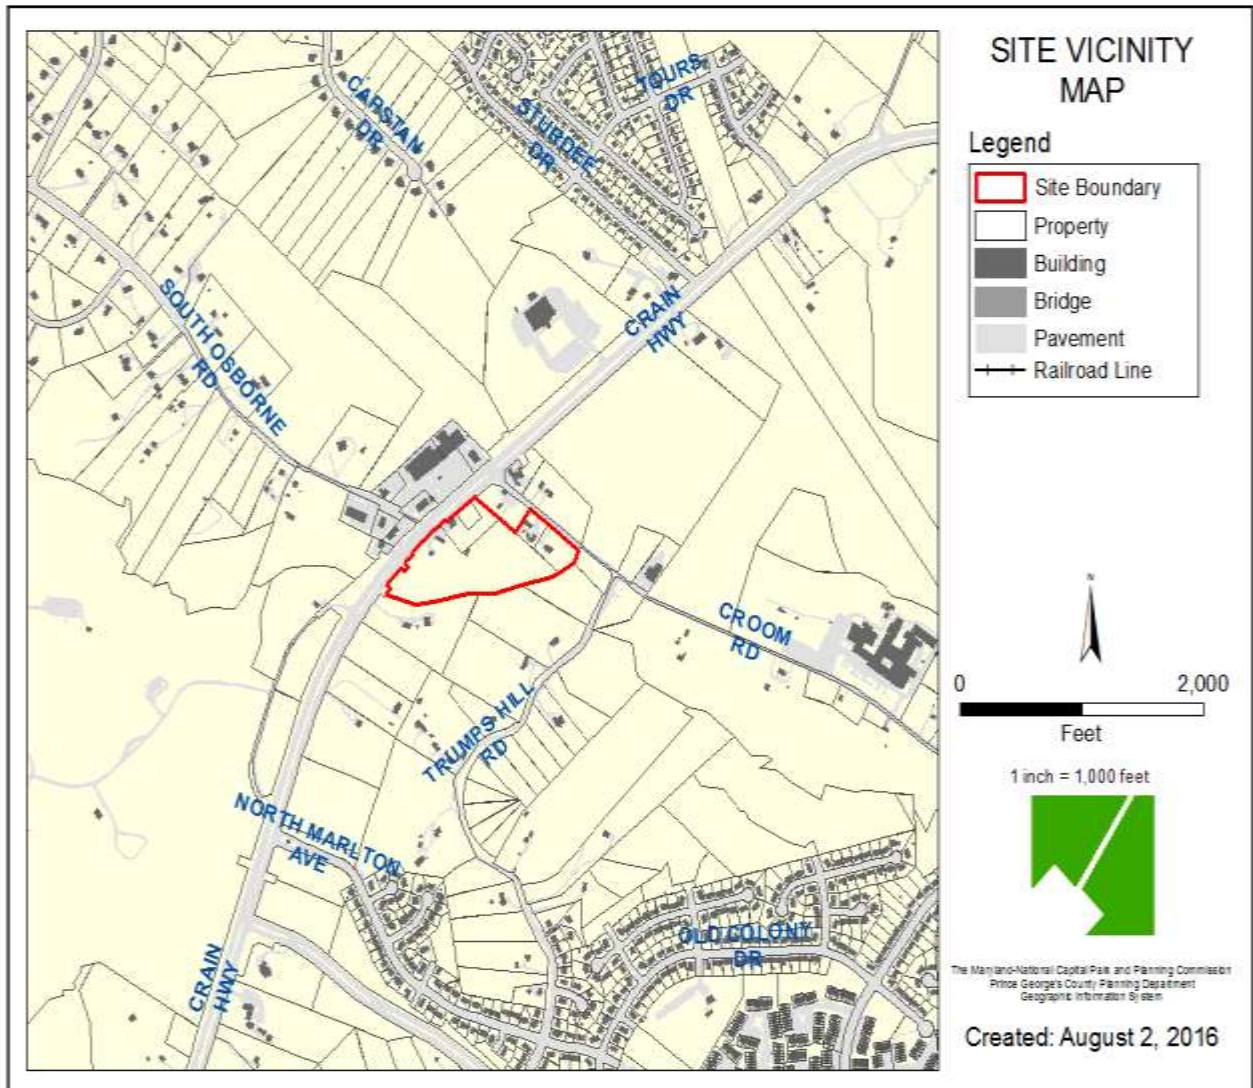 SITE VICINITY
MAP
Legend
Site Boundary
Property
Building
Bridge
Pavement
Railroad Line
CARSTAN
DR
TOURS
DR
STURDEE
DR
CRAIN
HWY
SOUTH OSBORNE
RD
CROOM
RD
TRUMPS HILL
RD
NORTH MARLTON
AVE
OLD COLONY
DR
CRAIN
HWY
N
0 2,000
Feet
1 inch = 1,000 feet
The Maryland-National Capital Park and Planning Commission
Prince George's County Planning Department
Geographic Information System
Created: August 2, 2016